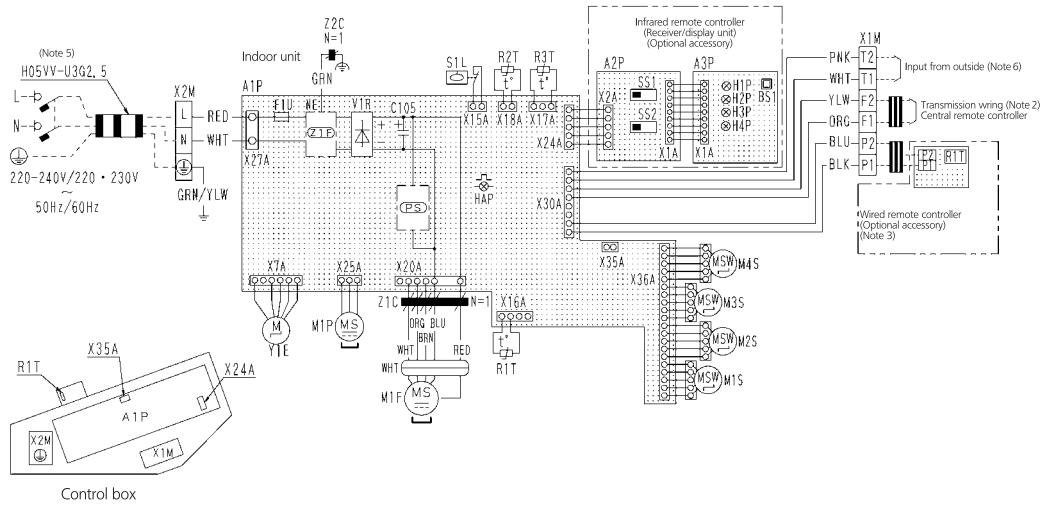 (Note 5)
H05VV-U3G2.5
L
N
220-240V/220・230V
~
50Hz/60Hz
X2M
L
N
RED
WHT
GRN/YLW
Z2C
N=1
GRN
Indoor unit
A1P
X27A
F1U
NE
Z1F
V1R
C105
+
+
-
PS
HAP
S1L
X15A
R2T
t°
X18A
R3T
t°
X17A
X24A
Infrared remote controller
(Receiver/display unit)
(Optional accessory)
A2P
X2A
SS1
SS2
X1A
A3P
H1P
H2P
H3P
H4P
BS1
X1A
X1M
PNK T2
WHT T1
YLW F2
ORG F1
BLU P2
BLK P1
Input from outside (Note 6)
Transmission wiring (Note 2)
Central remote controller
P2
P1
R1T
Wired remote controller
(Optional accessory)
(Note 3)
X30A
X35A
X36A
MSW M4S
MSW M3S
MSW M2S
MSW M1S
X7A
M
Y1E
X25A
M1P
MS
X20A
Z1C
N=1
ORG BLU
BRN
WHT
RED
WHT
M1F
MS
X16A
t°
R1T
R1T
X35A
X24A
A1P
X2M
X1M
Control box